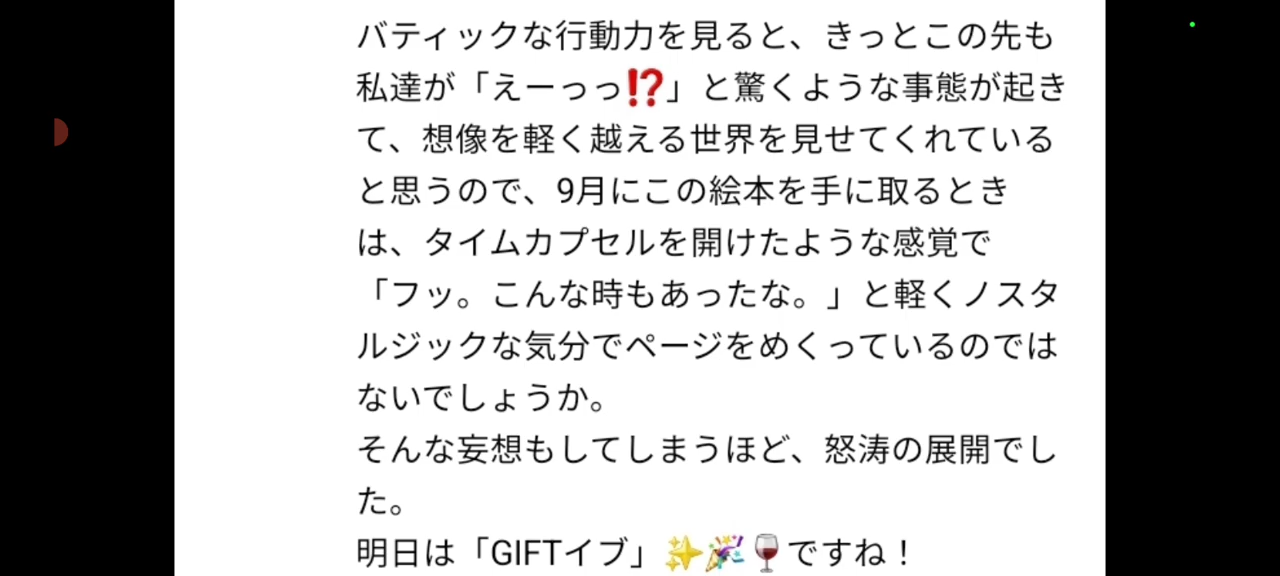 バティックな行動力を見ると、きっとこの先も
私達が「えーっっ⁉️」と驚くような事態が起き
て、想像を軽く越える世界を見せてくれている
と思うので、9月にこの絵本を手に取るとき
は、タイムカプセルを開けたような感覚で
「フッ。こんな時もあったな。」と軽くノスタ
ルジックな気分でページをめくっているのでは
ないでしょうか。
そんな妄想もしてしまうほど、怒涛の展開でし
た。
明日は「GIFTイブ」✨🎉🍷ですね！